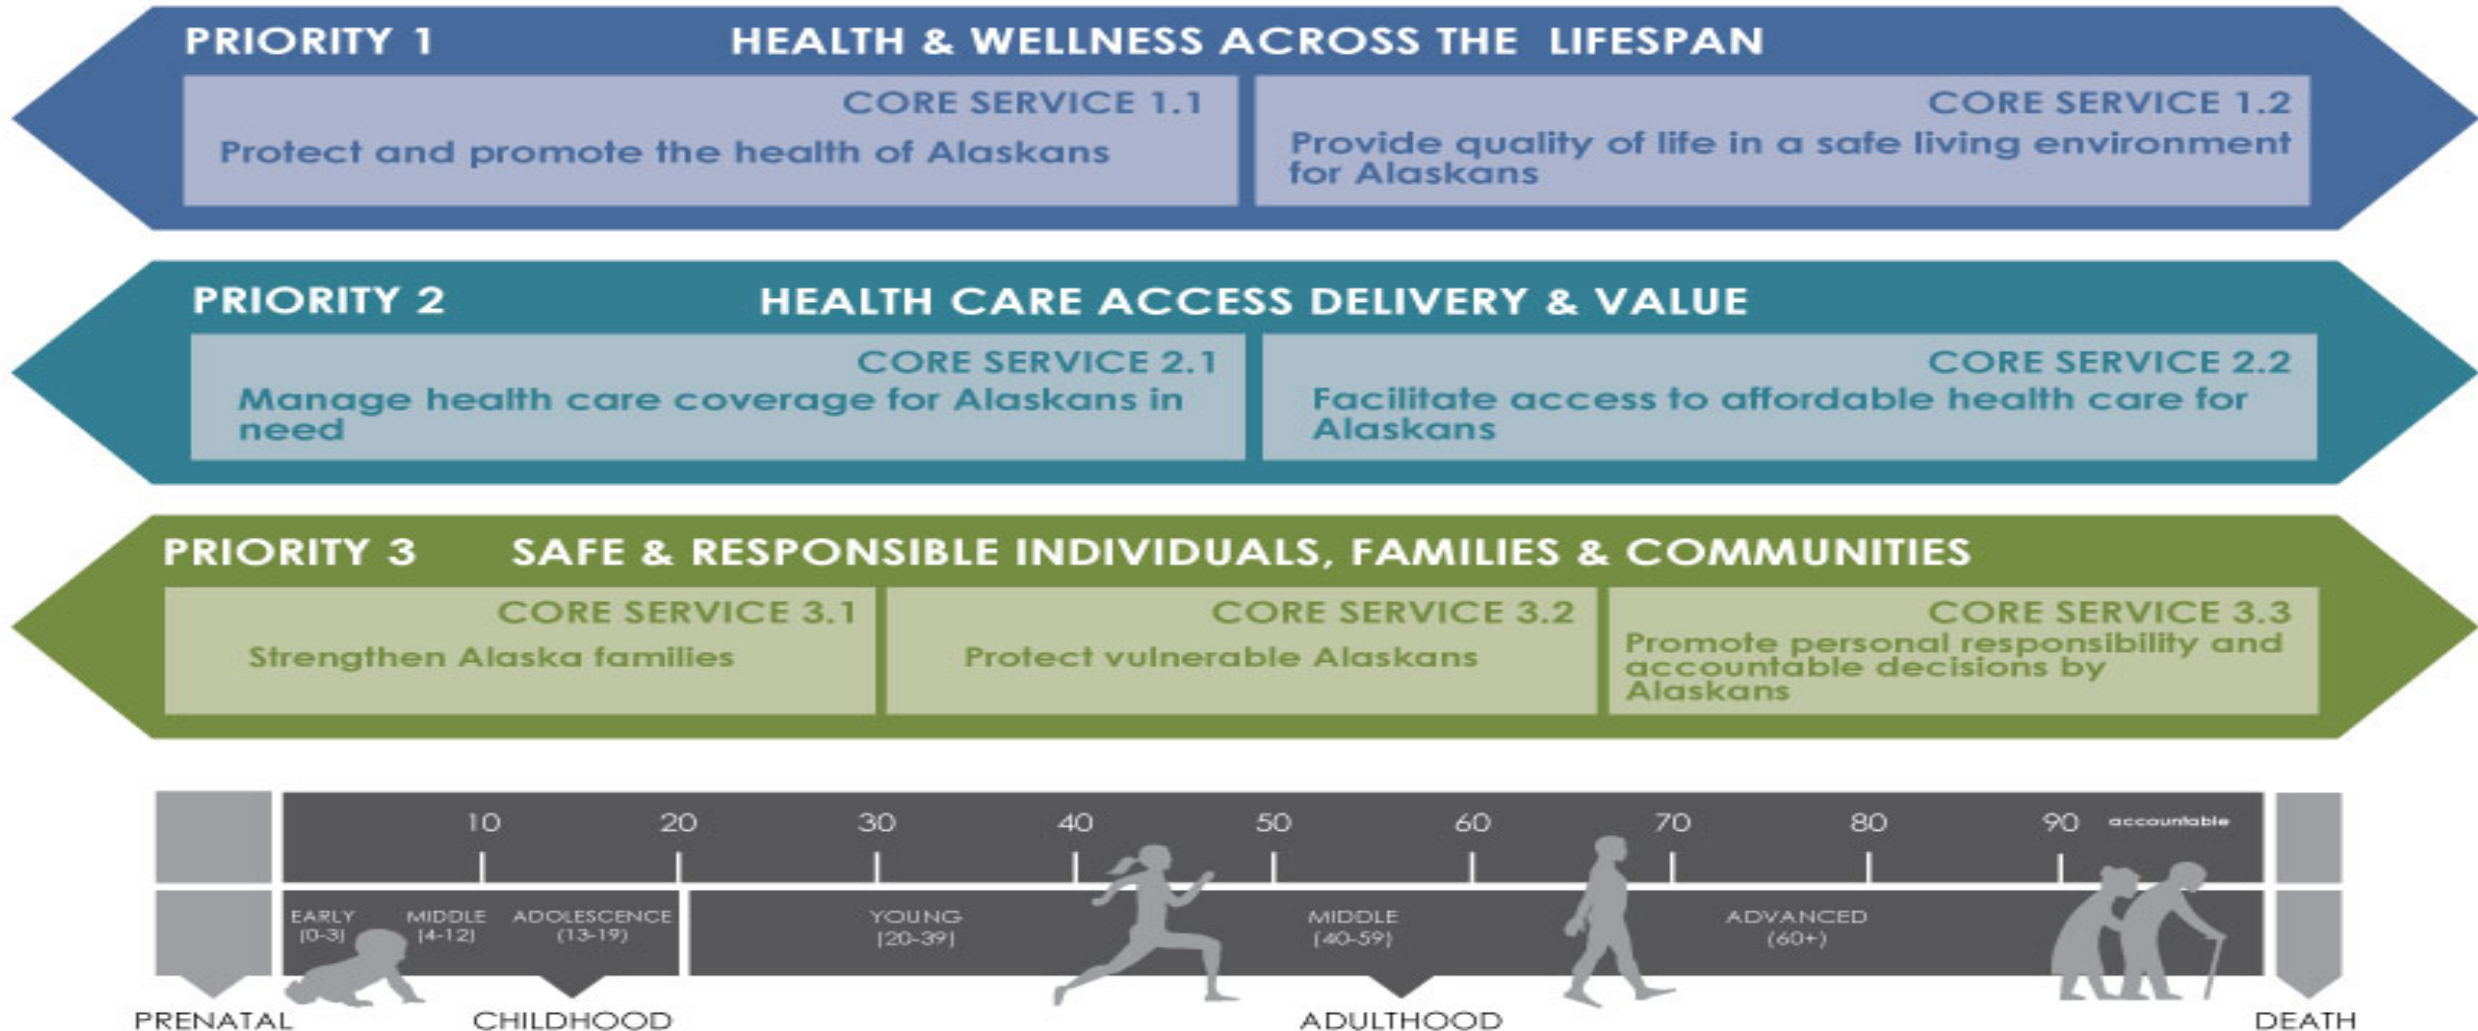 PRIORITY 1 HEALTH & WELLNESS ACROSS THE LIFESPAN
CORE SERVICE 1.1
Protect and promote the health of Alaskans
CORE SERVICE 1.2
Provide quality of life in a safe living environment
for Alaskans
PRIORITY 2 HEALTH CARE ACCESS DELIVERY & VALUE
CORE SERVICE 2.1
Manage health care coverage for Alaskans in
need
CORE SERVICE 2.2
Facilitate access to affordable health care for
Alaskans
PRIORITY 3 SAFE & RESPONSIBLE INDIVIDUALS, FAMILIES & COMMUNITIES
CORE SERVICE 3.1
Strengthen Alaska families
CORE SERVICE 3.2
Protect vulnerable Alaskans
CORE SERVICE 3.3
Promote personal responsibility and
accountable decisions by
Alaskans
10 20 30 40 50 60 70 80 90 accountable
EARLY
(0-3)
MIDDLE
(4-12)
ADOLESCENCE
(13-19)
YOUNG
(20-39)
MIDDLE
(40-59)
ADVANCED
(60+)
PRENATAL CHILDHOOD ADULTHOOD DEATH